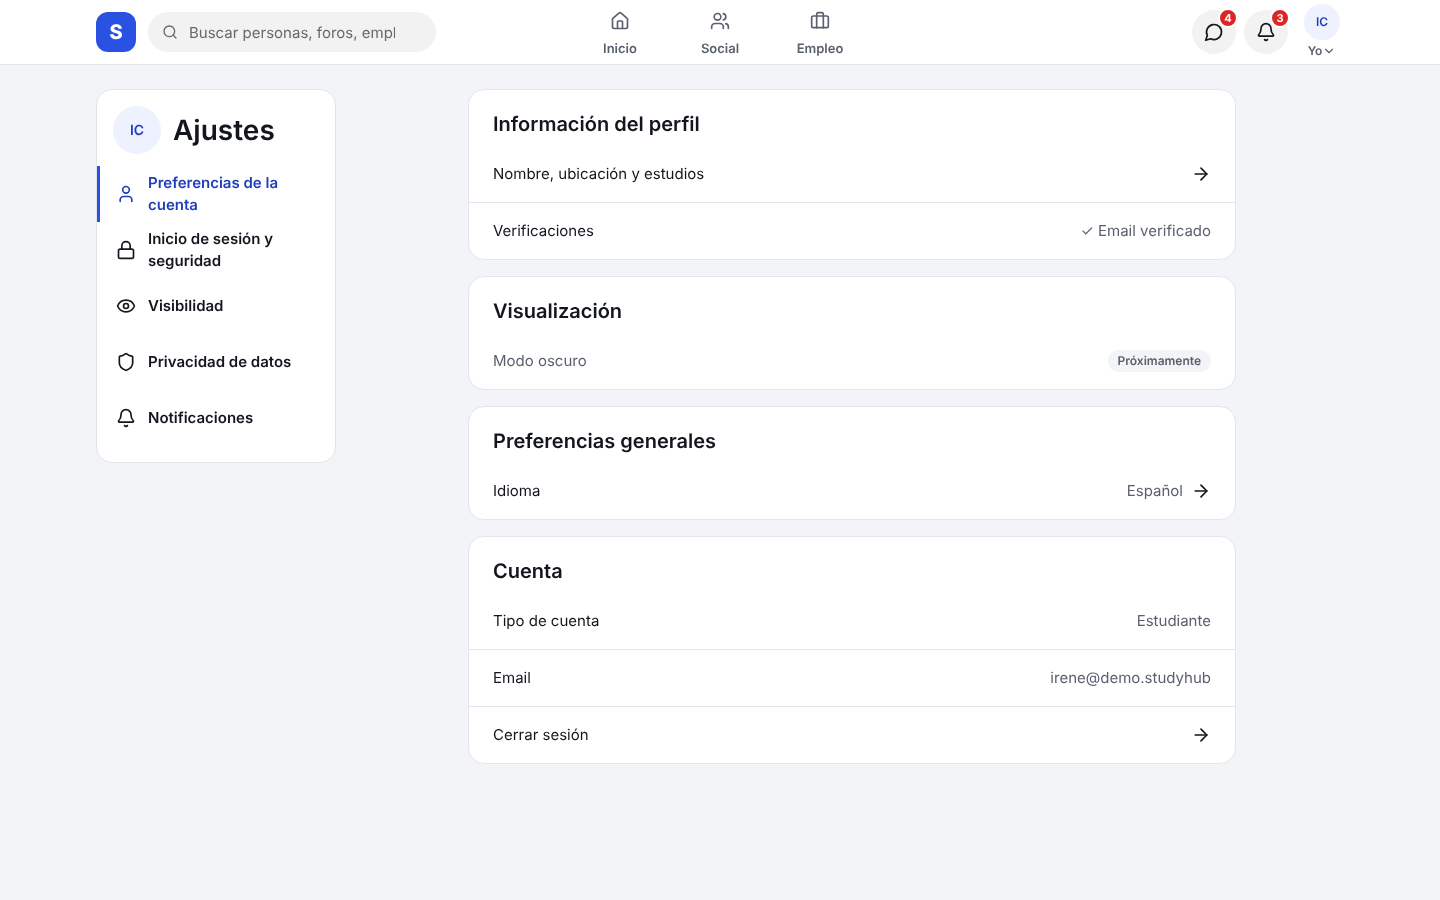 S
Buscar personas, foros, empl
Inicio
Social
Empleo
4
3
IC
Yo
IC
Ajustes
Preferencias de la
cuenta
Inicio de sesión y
seguridad
Visibilidad
Privacidad de datos
Notificaciones
Información del perfil
Nombre, ubicación y estudios
Verificaciones
Email verificado
Visualización
Modo oscuro
Próximamente
Preferencias generales
Idioma
Español
Cuenta
Tipo de cuenta
Estudiante
Email
irene@demo.studyhub
Cerrar sesión